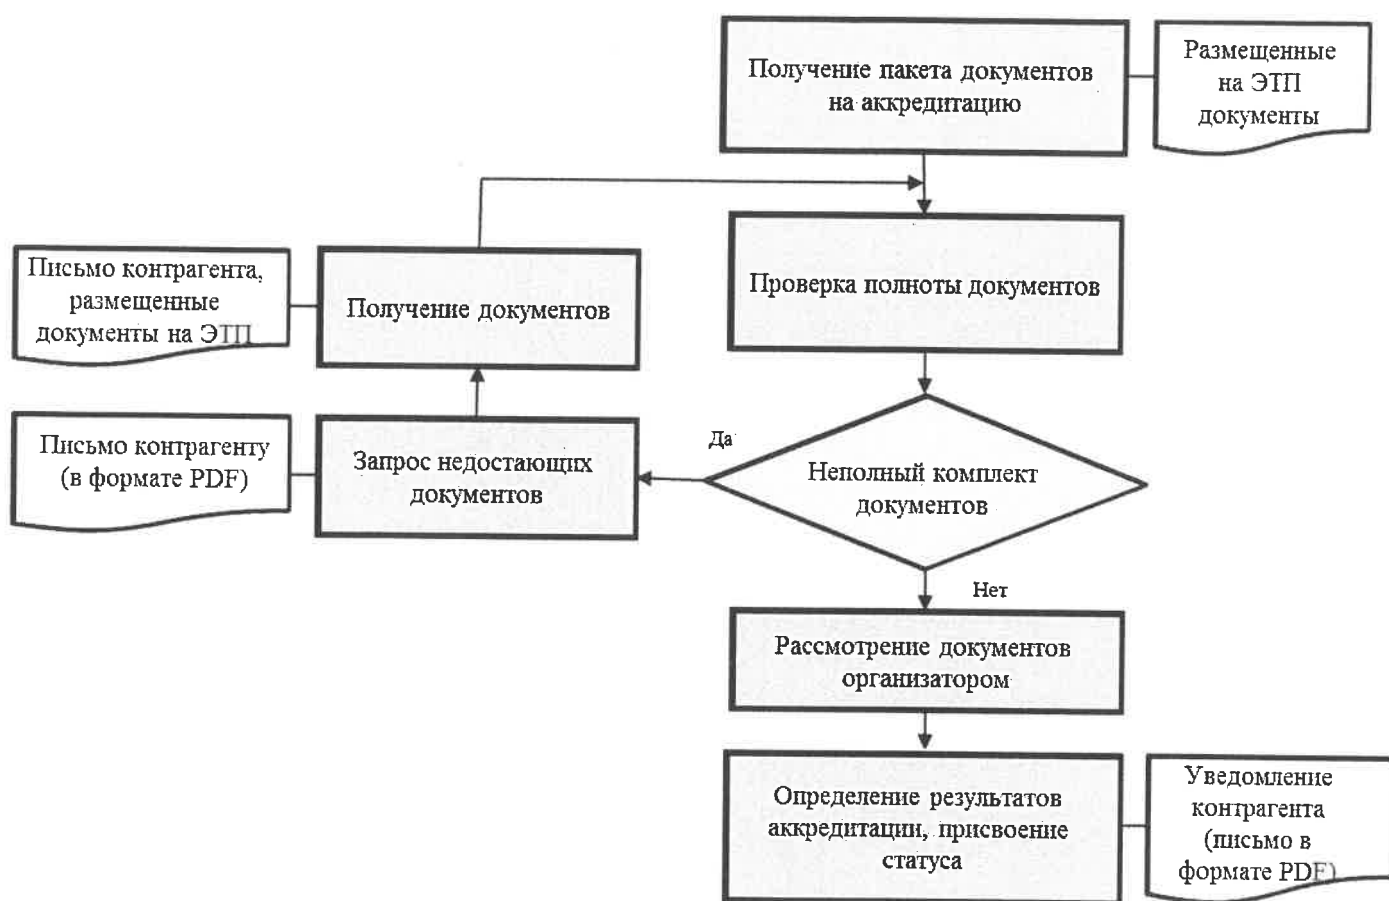 Получение пакета документов
на аккредитацию
Размещенные
на ЭТП
документы
Письмо контрагента,
размещенные
документы на ЭТП
Получение документов
Проверка полноты документов
Письмо контрагенту
(в формате PDF)
Запрос недостающих
документов
Да
Неполный комплект
документов
Нет
Рассмотрение документов
организатором
Определение результатов
аккредитации, присвоение
статуса
Уведомление
контрагента
(письмо в
формате PDF)